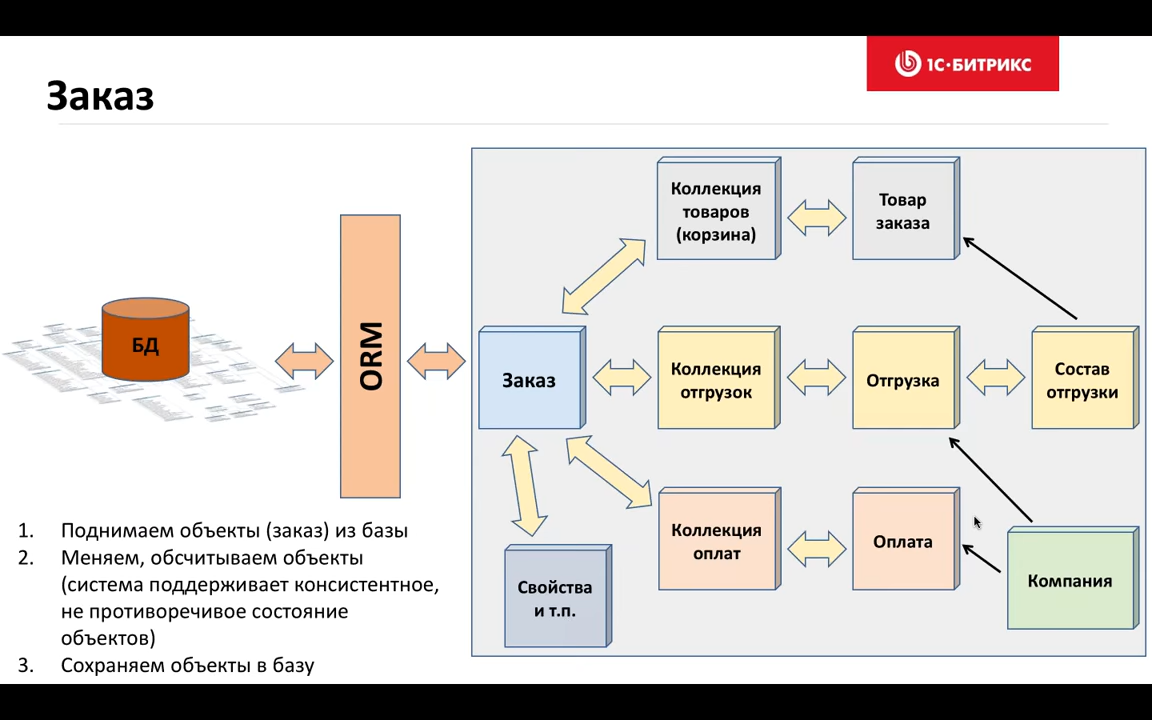 1С·БИТРИКС
Заказ
Коллекция
товаров
(корзина)
Товар
заказа
БД
ORM
Заказ
Коллекция
отгрузок
Отгрузка
Состав
отгрузки
Коллекция
оплат
Оплата
Компания
Свойства
и т.п.
1. Поднимаем объекты (заказ) из базы
2. Меняем, обсчитываем объекты
(система поддерживает консистентное,
не противоречивое состояние
объектов)
3. Сохраняем объекты в базу